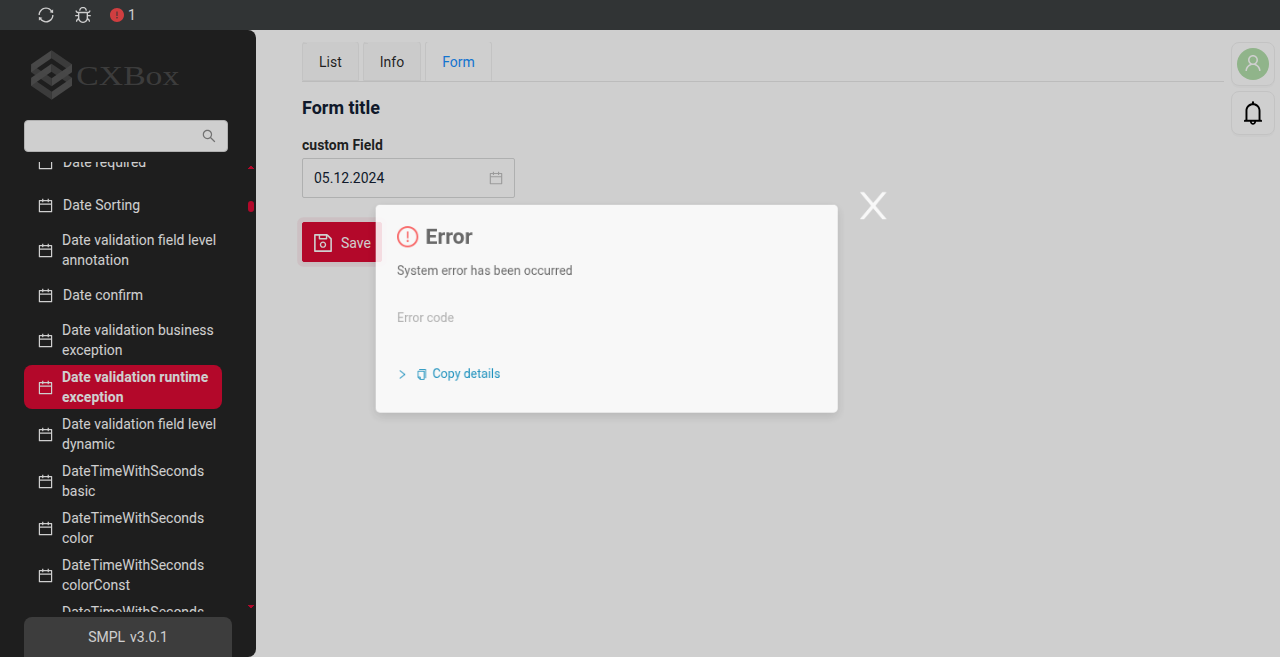 1
CXBox
List
Info
Form
Form title
custom Field
05.12.2024
Save
Error
System error has been occurred
Error code
Copy details
Date required
Date Sorting
Date validation field level
annotation
Date confirm
Date validation business
exception
Date validation runtime
exception
Date validation field level
dynamic
DateTimeWithSeconds
basic
DateTimeWithSeconds
color
DateTimeWithSeconds
colorConst
DateTimeWithSeconds
SMPL v3.0.1